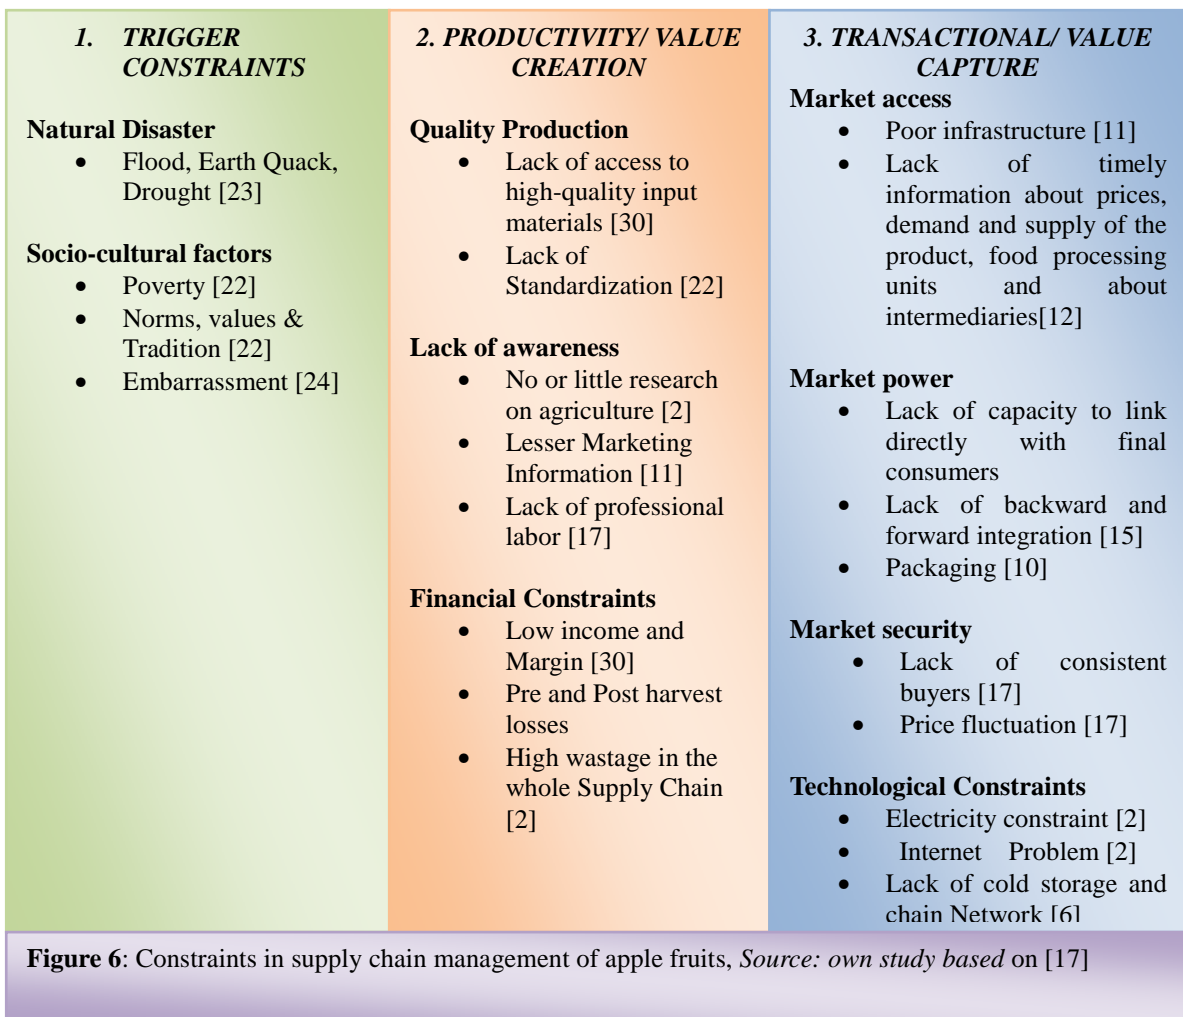 1. TRIGGER
CONSTRAINTS
Natural Disaster
• Flood, Earth Quack,
Drought [23]
Socio-cultural factors
• Poverty [22]
• Norms, values &
Tradition [22]
• Embarrassment [24]
2. PRODUCTIVITY/ VALUE
CREATION
Quality Production
• Lack of access to
high-quality input
materials [30]
• Lack of
Standardization [22]
Lack of awareness
• No or little research
on agriculture [2]
• Lesser Marketing
Information [11]
• Lack of professional
labor [17]
Financial Constraints
• Low income and
Margin [30]
• Pre and Post harvest
losses
• High wastage in the
whole Supply Chain
[2]
3. TRANSACTIONAL/ VALUE
CAPTURE
Market access
• Poor infrastructure [11]
• Lack of timely
information about prices,
demand and supply of the
product, food processing
units and about
intermediaries[12]
Market power
• Lack of capacity to link
directly with final
consumers
• Lack of backward and
forward integration [15]
• Packaging [10]
Market security
• Lack of consistent
buyers [17]
• Price fluctuation [17]
Technological Constraints
• Electricity constraint [2]
• Internet Problem [2]
• Lack of cold storage and
chain Network [6]
Figure 6: Constraints in supply chain management of apple fruits, Source: own study based on [17]